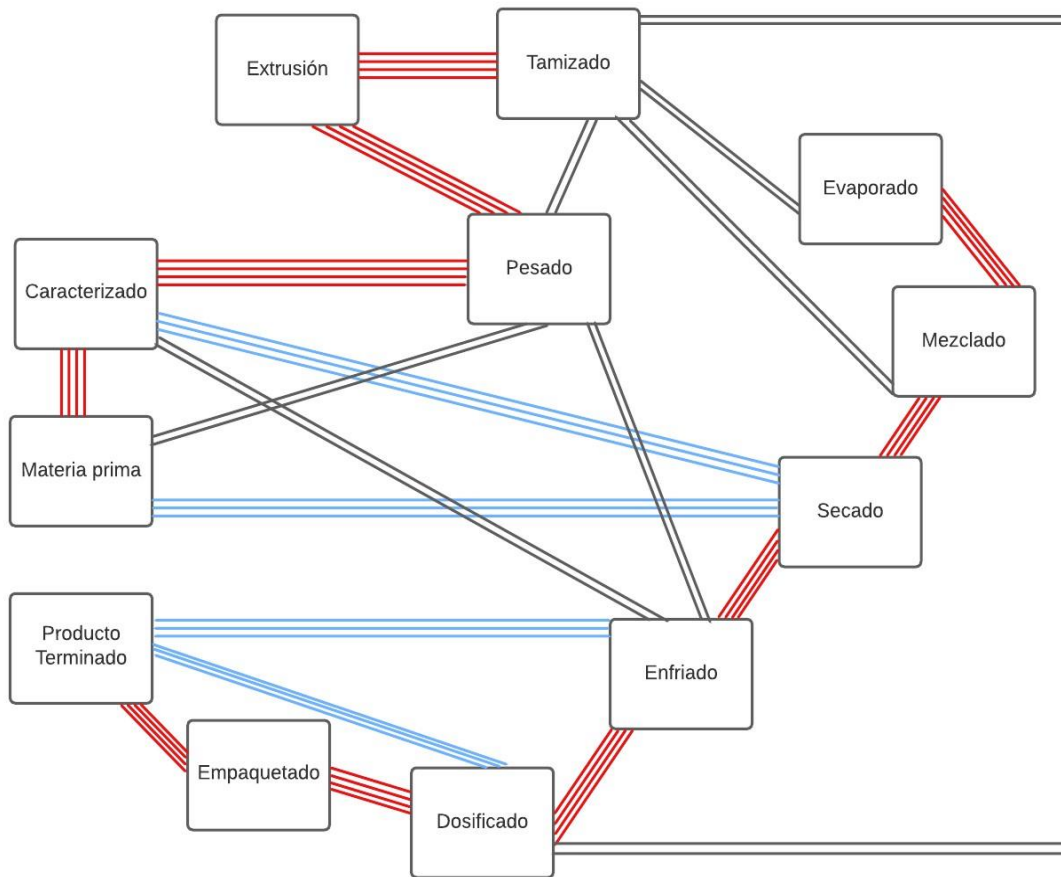 Extrusión
Tamizado
Evaporado
Pesado
Caracterizado
Mezclado
Materia prima
Secado
Producto
Terminado
Enfriado
Empaquetado
Dosificado